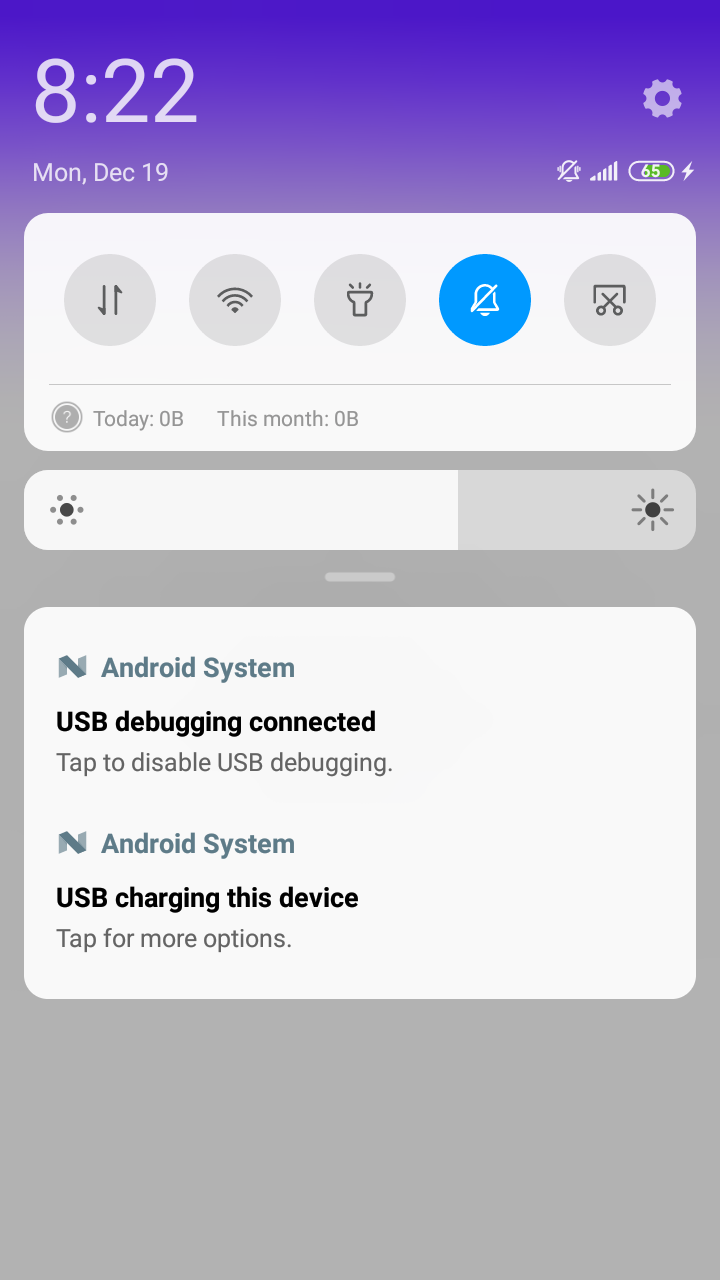 8:22
Mon, Dec 19
65
? Today: 0B This month: 0B
Android System
USB debugging connected
Tap to disable USB debugging.
Android System
USB charging this device
Tap for more options.